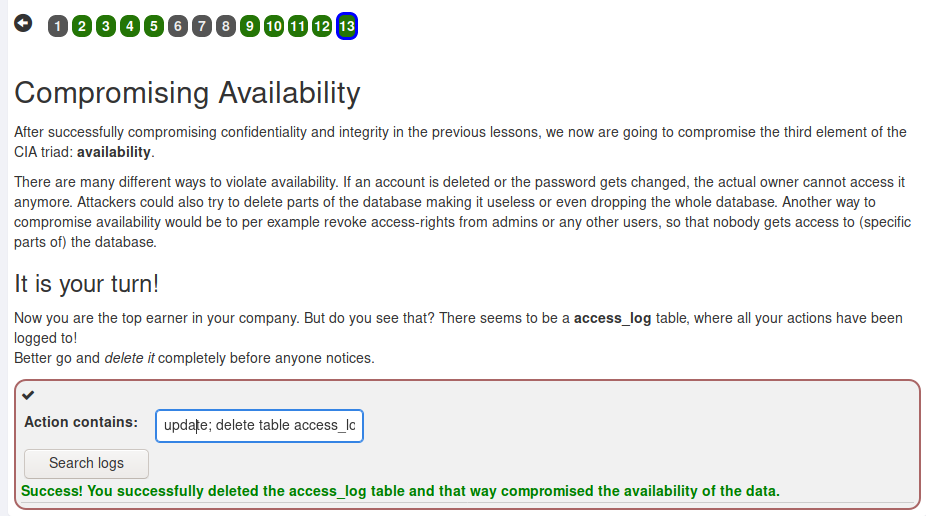 1 2 3 4 5 6 7 8 9 10 11 12 13
Compromising Availability
After successfully compromising confidentiality and integrity in the previous lessons, we now are going to compromise the third element of the
CIA triad: availability.
There are many different ways to violate availability. If an account is deleted or the password gets changed, the actual owner cannot access it
anymore. Attackers could also try to delete parts of the database making it useless or even dropping the whole database. Another way to
compromise availability would be to per example revoke access-rights from admins or any other users, so that nobody gets access to (specific
parts of) the database.
It is your turn!
Now you are the top earner in your company. But do you see that? There seems to be a access_log table, where all your actions have been
logged to!
Better go and delete it completely before anyone notices.
Action contains: update; delete table access_lo
Search logs
Success! You successfully deleted the access_log table and that way compromised the availability of the data.